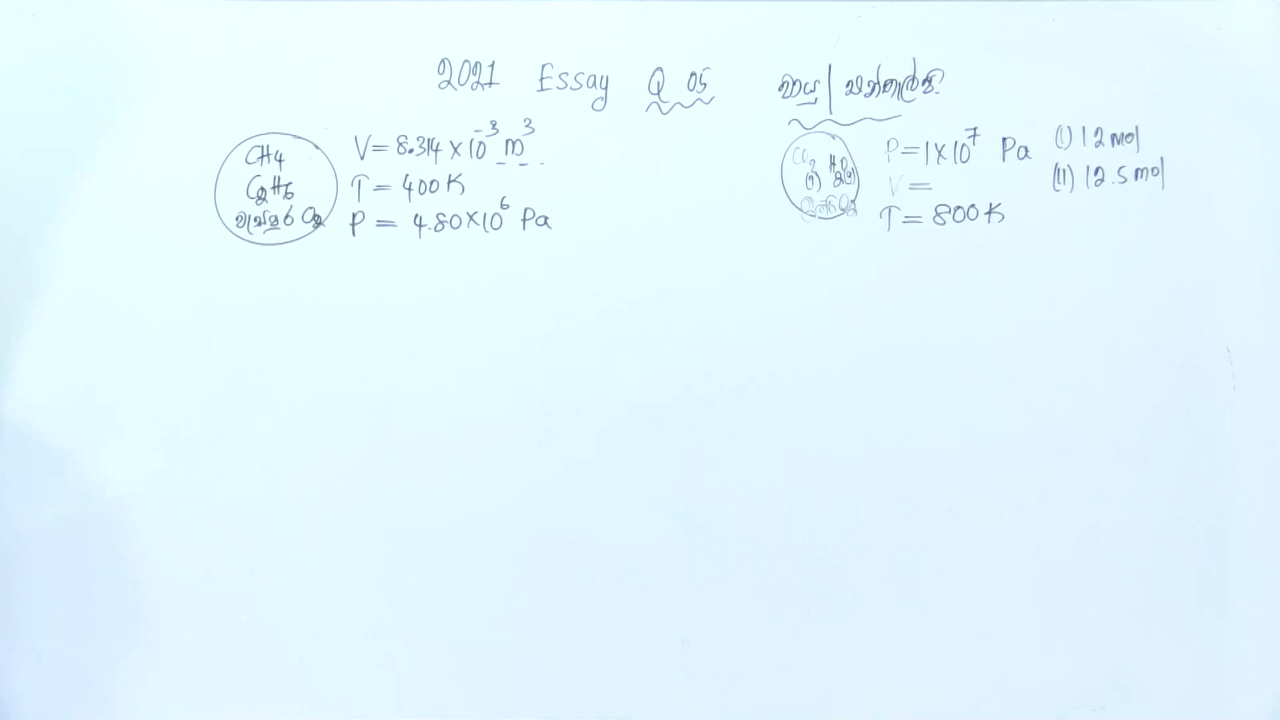 2021 Essay Q 05 වායු | එන්තැල්පි
CH4
C2H6
වැඩිපුර O2
V = 8.314 × 10⁻³ m³
T = 400 K
P = 4.80 × 10⁶ Pa
CO2 H2O
(g) (g)
P = 1 × 10⁷ Pa
V =
T = 800 K
(I) 12 mol
(II) 12.5 mol